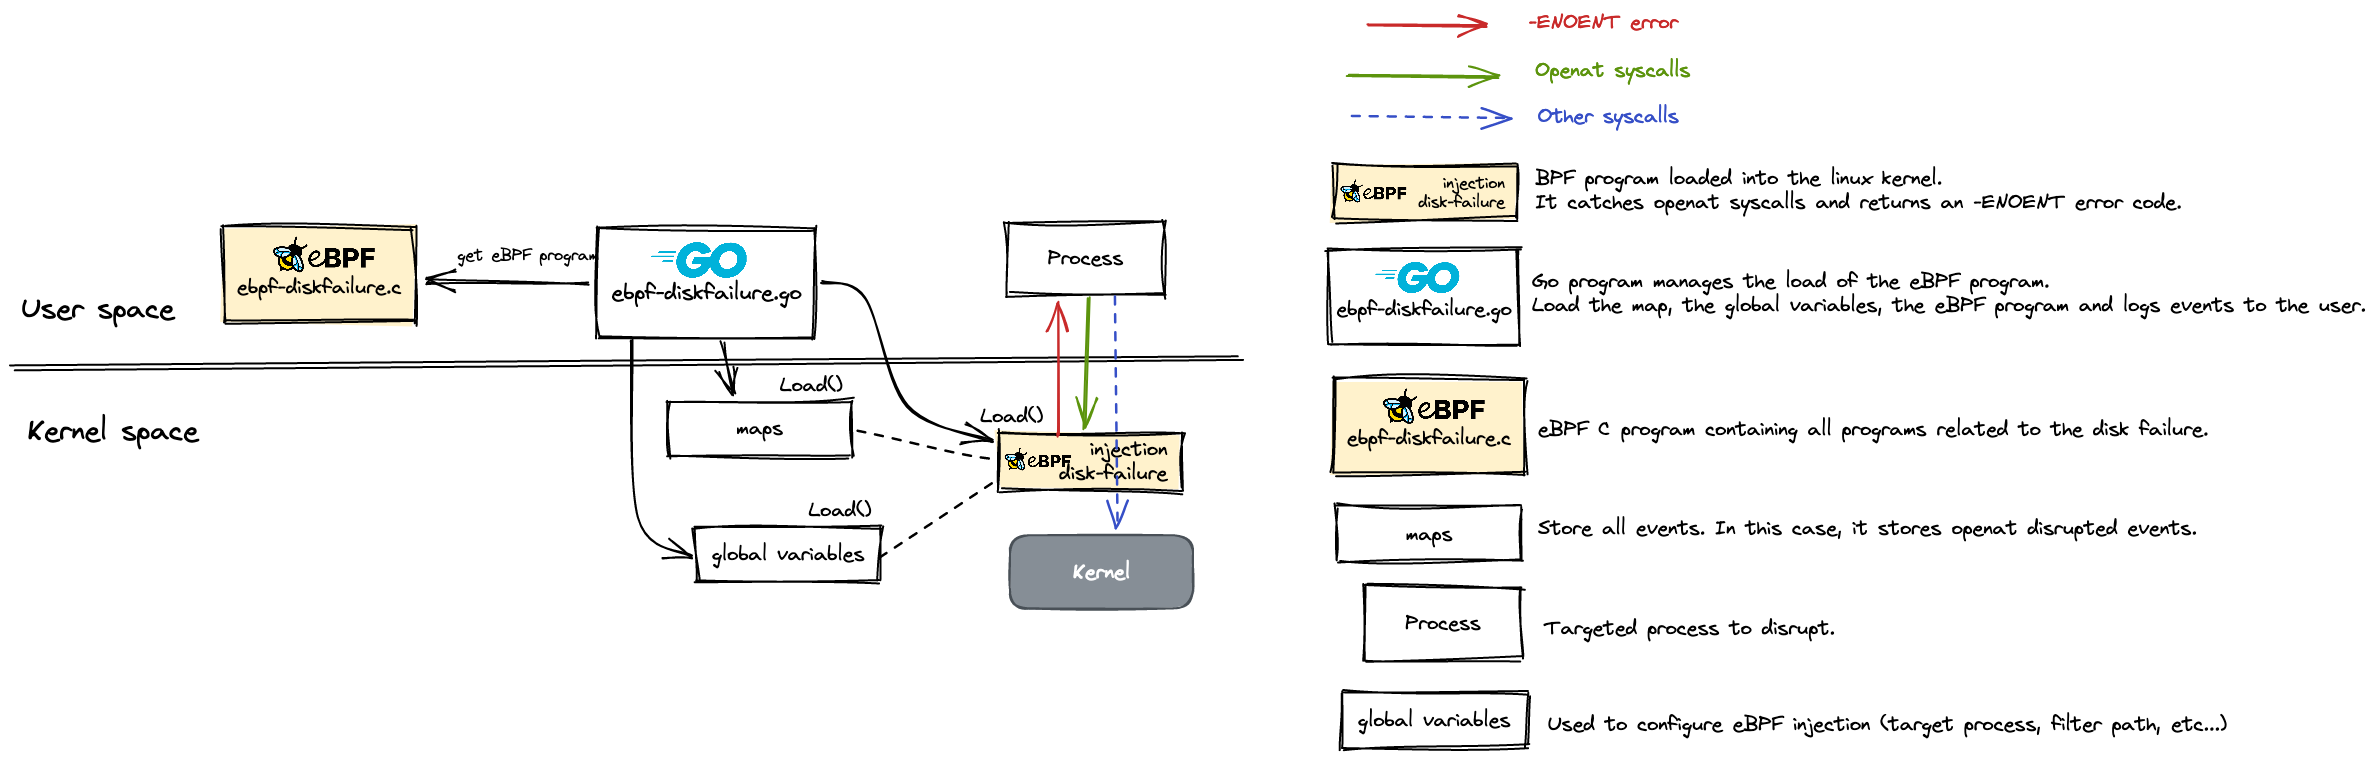 -ENOENT error
Openat syscalls
Other syscalls
eBPF
injection
disk-failure
BPF program loaded into the linux kernel.
It catches openat syscalls and returns an -ENOENT error code.
GO
ebpf-diskfailure.go
Go program manages the load of the eBPF program.
Load the map, the global variables, the eBPF program and logs events to the user.
eBPF
ebpf-diskfailure.c
eBPF C program containing all programs related to the disk failure.
maps
Store all events. In this case, it stores openat disrupted events.
Process
Targeted process to disrupt.
global variables
Used to configure eBPF injection (target process, filter path, etc...)
User space
eBPF
ebpf-diskfailure.c
get eBPF program
GO
ebpf-diskfailure.go
Process
Kernel space
Load()
maps
Load()
eBPF
injection
disk-failure
Load()
global variables
Kernel